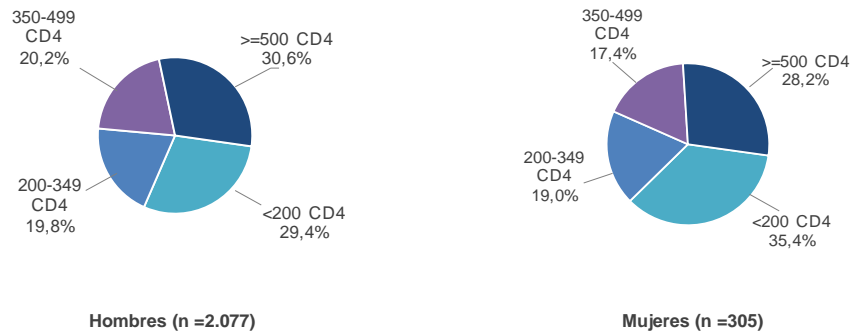 350-499
CD4
20,2%
>=500 CD4
30,6%
200-349
CD4
19,8%
<200 CD4
29,4%
Hombres (n =2.077)
350-499
CD4
17,4%
>=500 CD4
28,2%
200-349
CD4
19,0%
<200 CD4
35,4%
Mujeres (n =305)